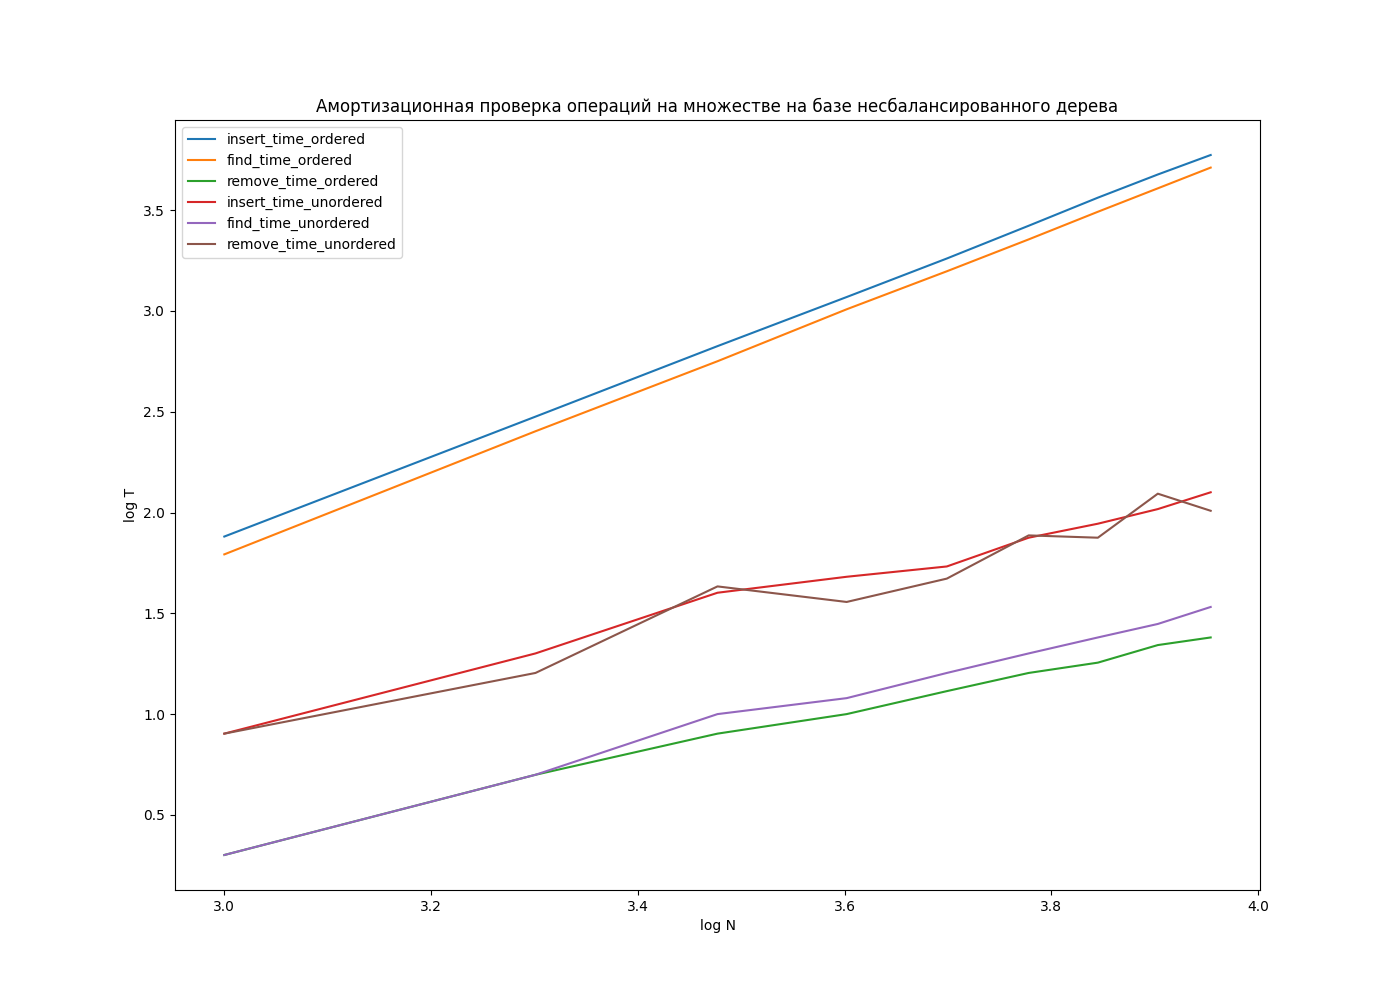 Амортизационная проверка операций на множестве на базе несбалансированного дерева
insert_time_ordered
find_time_ordered
remove_time_ordered
insert_time_unordered
find_time_unordered
remove_time_unordered
3.5
3.0
2.5
2.0
1.5
1.0
0.5
log T
3.0 3.2 3.4 3.6 3.8 4.0
log N